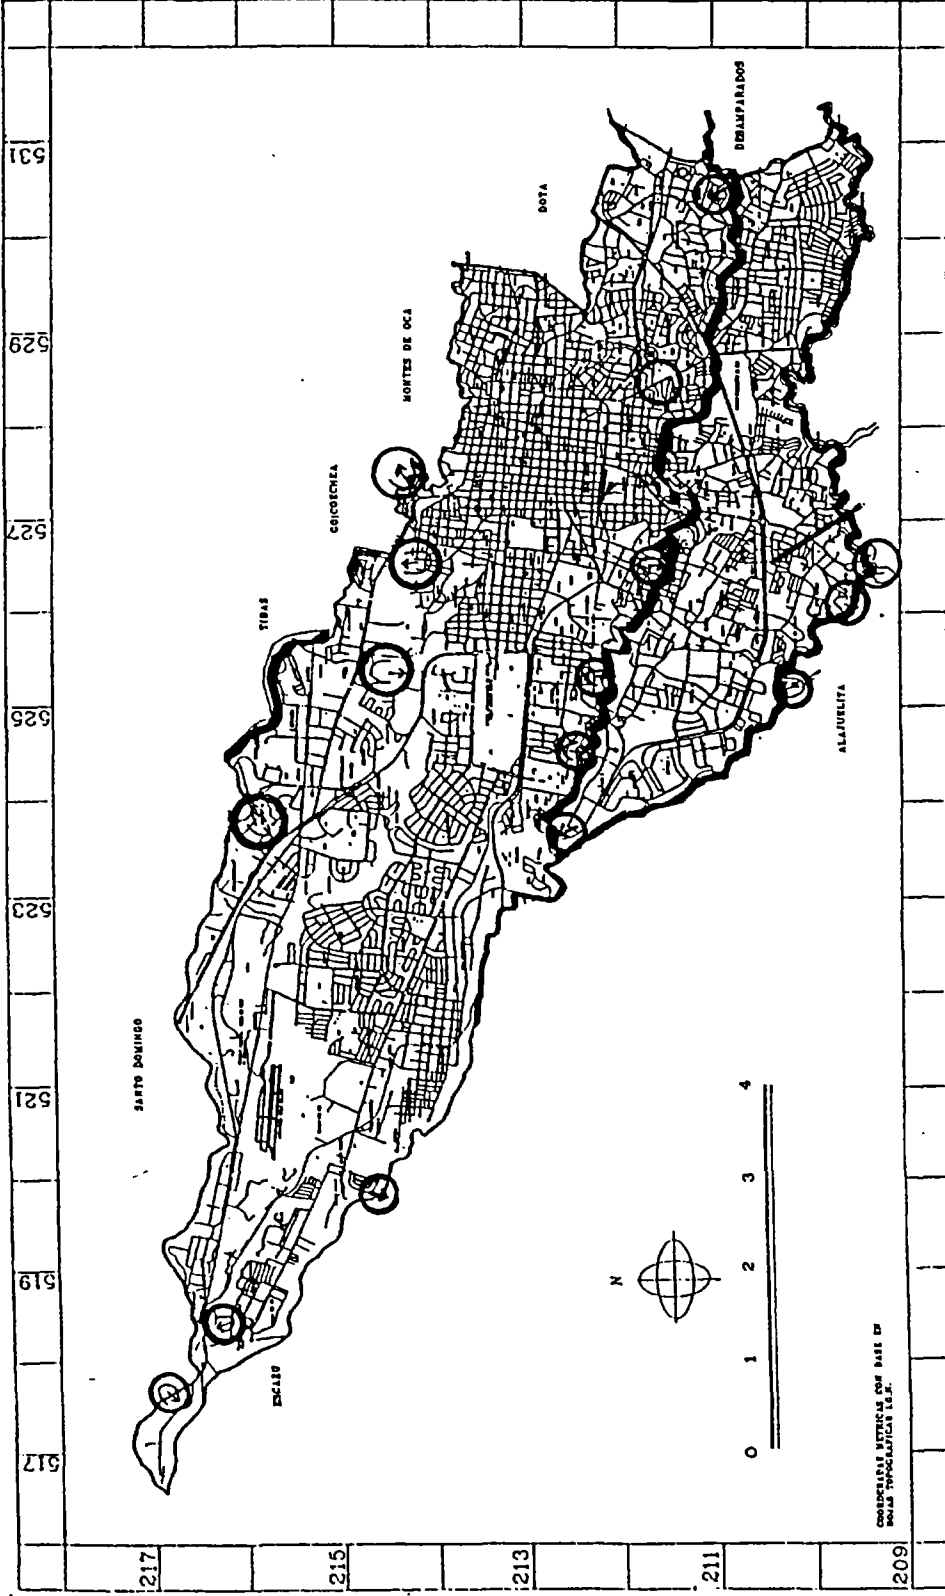 531
529
527
525
523
521
519
517
217
215
213
211
209
DESAMPARADOS
DOTA
MONTES DE OCA
GOICOECHEA
TIBAS
SANTO DOMINGO
ESCAZU
ALAJUELITA
N
0 1 2 3 4
COORDENADAS METRICAS CON BASE EN
HOJAS TOPOGRAFICAS I.G.N.